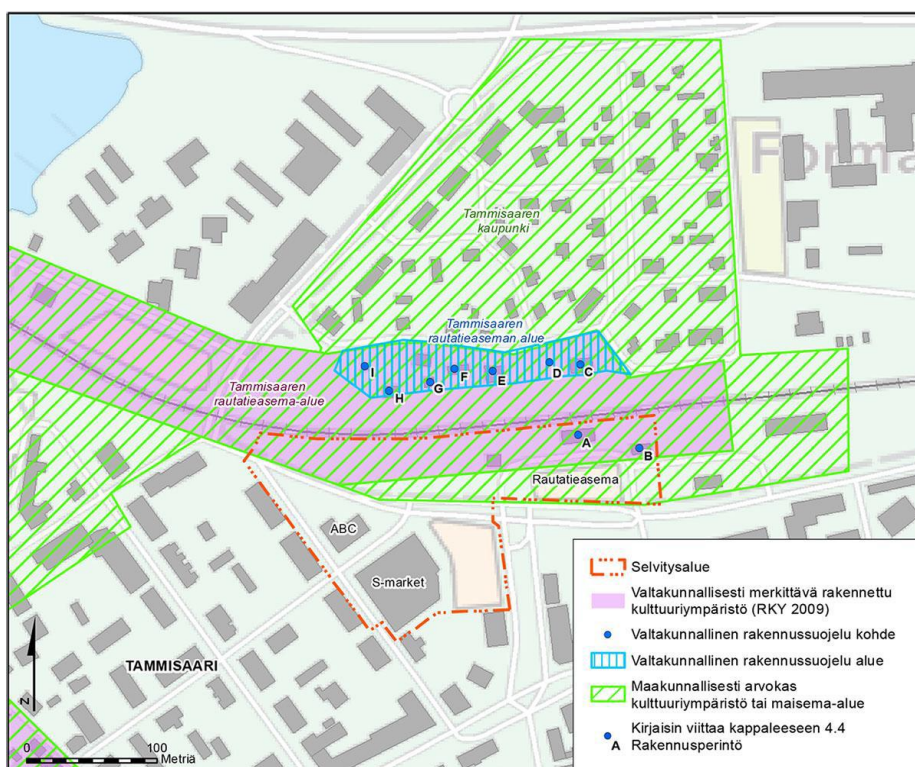 Forma
Tammisaaren
kaupunki
Tammisaaren
rautatieaseman alue
I
H
G
F
E
D
C
Tammisaaren
rautatieasema-alue
A
B
Rautatieasema
ABC
S-market
TAMMISAARI
N
0 100
Metriä
Selvitysalue
Valtakunnallisesti merkittävä rakennettu
kulttuuriympäristö (RKY 2009)
Valtakunnallinen rakennussuojelu kohde
Valtakunnallinen rakennussuojelu alue
Maakunnallisesti arvokas
kulttuuriympäristö tai maisema-alue
Kirjaisin viittaa kappaleeseen 4.4
A Rakennusperintö